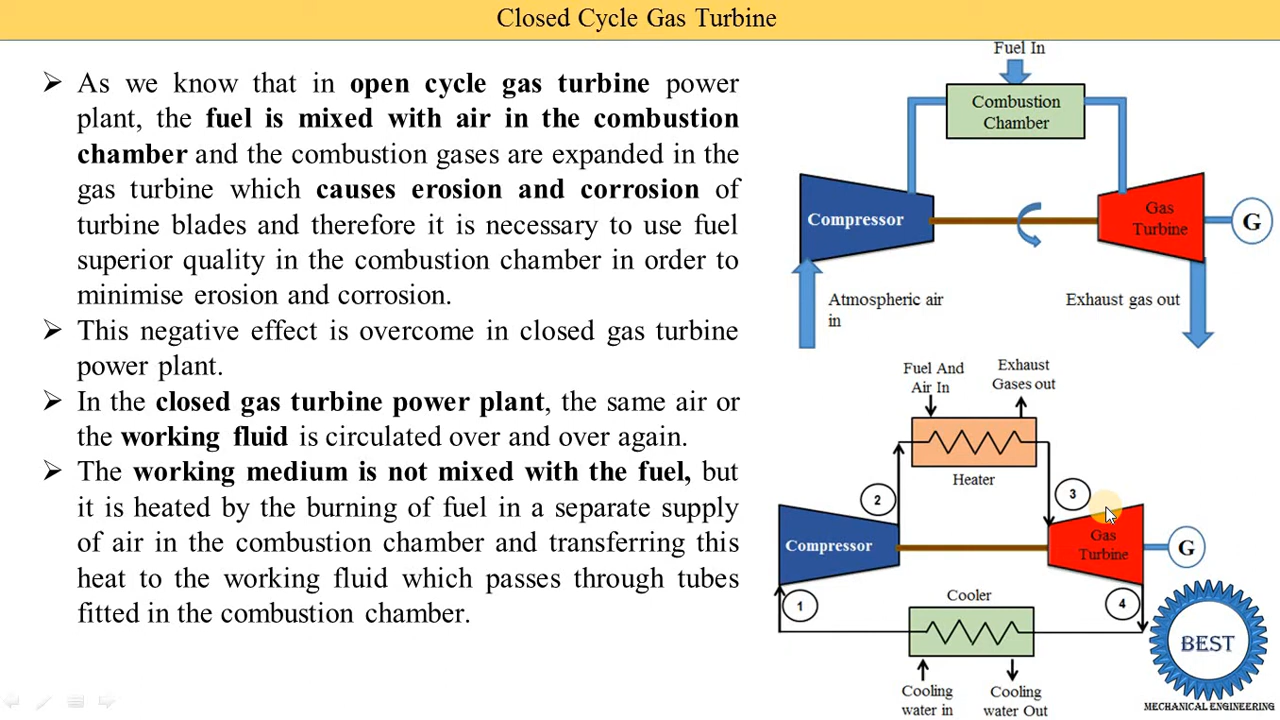 Closed Cycle Gas Turbine
➢ As we know that in open cycle gas turbine power
plant, the fuel is mixed with air in the combustion
chamber and the combustion gases are expanded in the
gas turbine which causes erosion and corrosion of
turbine blades and therefore it is necessary to use fuel
superior quality in the combustion chamber in order to
minimise erosion and corrosion.
➢ This negative effect is overcome in closed gas turbine
power plant.
➢ In the closed gas turbine power plant, the same air or
the working fluid is circulated over and over again.
➢ The working medium is not mixed with the fuel, but
it is heated by the burning of fuel in a separate supply
of air in the combustion chamber and transferring this
heat to the working fluid which passes through tubes
fitted in the combustion chamber.
Fuel In
Combustion
Chamber
Compressor
Gas
Turbine
G
Atmospheric air
in
Exhaust gas out
Fuel And
Air In
Exhaust
Gases out
Heater
2
3
Compressor
Gas
Turbine
G
1
Cooler
4
Cooling
water in
Cooling
water Out
BEST
MECHANICAL ENGINEERING